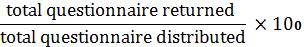 total questionnaire returned
total questionnaire distributed × 100